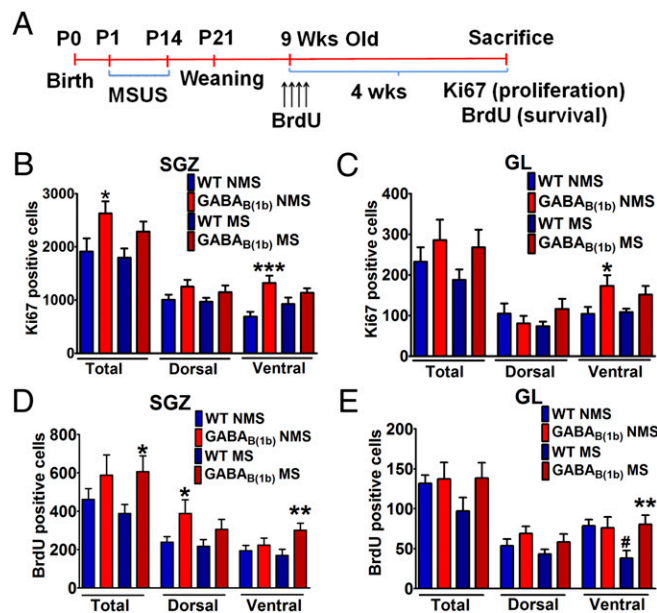 A
P0 P1 P14 P21 9 Wks Old Sacrifice
Birth MSUS Weaning BrdU 4 wks Ki67 (proliferation)
BrdU (survival)
B
SGZ
WT NMS
GABAB(1b) NMS
WT MS
GABAB(1b) MS
Ki67 positive cells
3000
2000
1000
0
*
***
Total Dorsal Ventral
C
GL
WT NMS
GABAB(1b) NMS
WT MS
GABAB(1b) MS
Ki67 positive cells
400
300
200
100
0
*
Total Dorsal Ventral
D
SGZ
WT NMS
GABAB(1b) NMS
WT MS
GABAB(1b) MS
BrdU positive cells
800
600
400
200
0
*
*
**
Total Dorsal Ventral
E
GL
WT NMS
GABAB(1b) NMS
WT MS
GABAB(1b) MS
BrdU positive cells
200
150
100
50
0
#
**
Total Dorsal Ventral